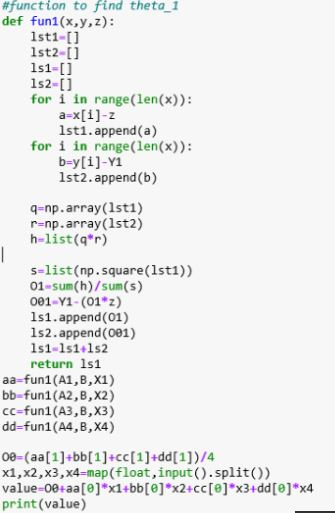 #function to find theta_1
def fun1(x,y,z):
    lst1=[]
    lst2=[]
    ls1=[]
    ls2=[]
    for i in range(len(x)):
        a=x[i]-z
        lst1.append(a)
    for i in range(len(x)):
        b=y[i]-Y1
        lst2.append(b)
    q=np.array(lst1)
    r=np.array(lst2)
    h=list(q*r)
    s=list(np.square(lst1))
    O1=sum(h)/sum(s)
    O01=Y1-(O1*z)
    ls1.append(O1)
    ls2.append(O01)
    ls1=ls1+ls2
    return ls1
aa=fun1(A1,B,X1)
bb=fun1(A2,B,X2)
cc=fun1(A3,B,X3)
dd=fun1(A4,B,X4)
O0=(aa[1]+bb[1]+cc[1]+dd[1])/4
x1,x2,x3,x4=map(float,input().split())
value=O0+aa[0]*x1+bb[0]*x2+cc[0]*x3+dd[0]*x4
print(value)